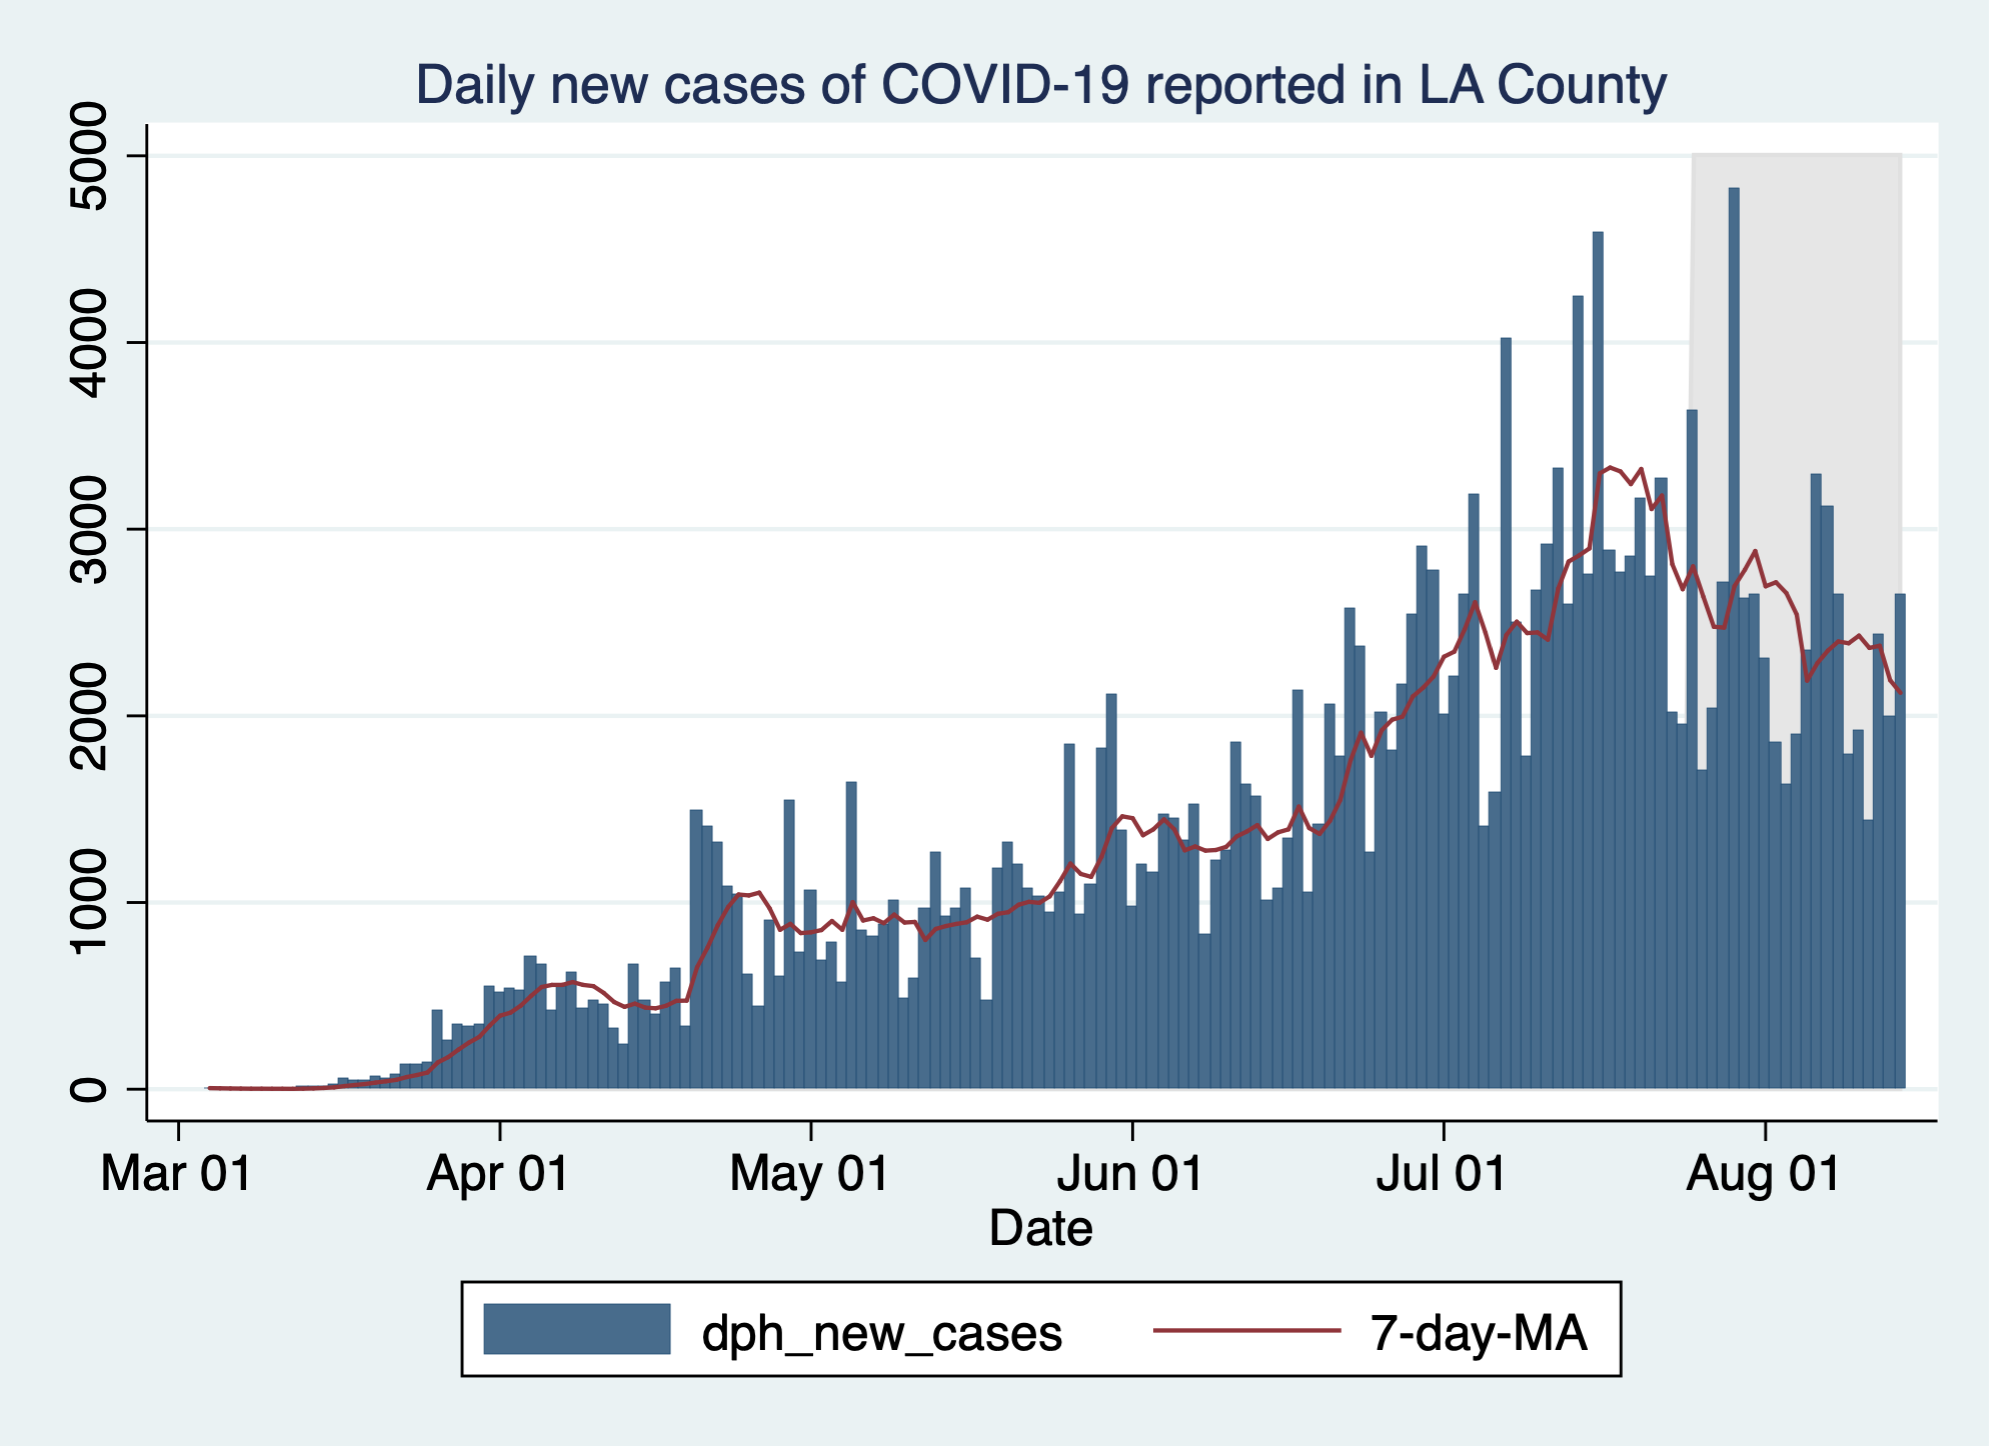 Daily new cases of COVID-19 reported in LA County
5000
4000
3000
2000
1000
0
Mar 01 Apr 01 May 01 Jun 01 Jul 01 Aug 01
Date
dph_new_cases 7-day-MA